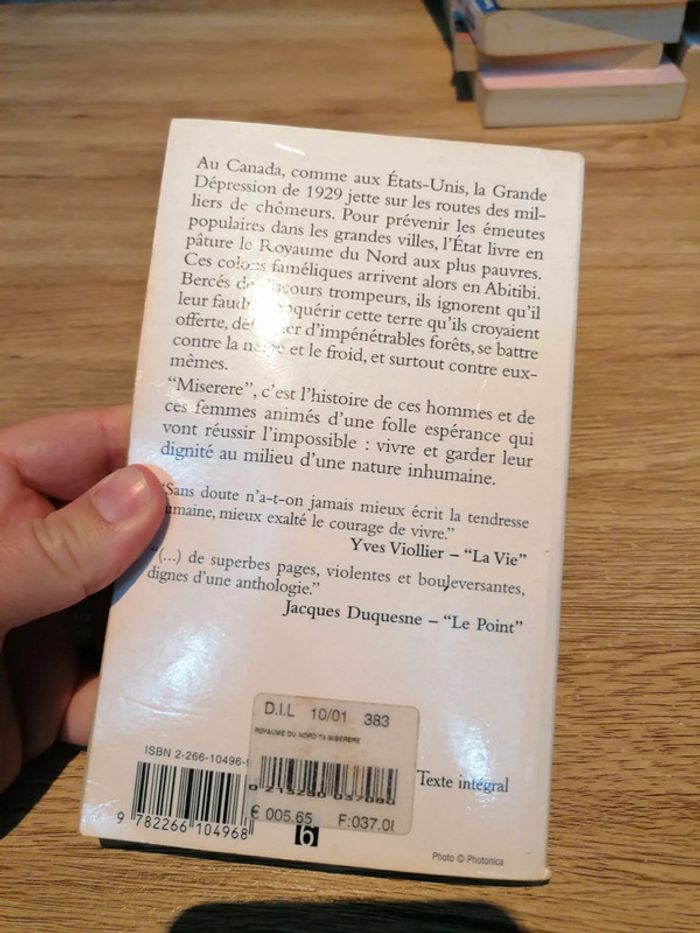 Au Canada, comme aux États-Unis, la Grande
Dépression de 1929 jette sur les routes des mil-
liers de chômeurs. Pour prévenir les émeutes
populaires dans les grandes villes, l'État livre en
pâture le Royaume du Nord aux plus pauvres.
Ces colons faméliques arrivent alors en Abitibi.
Bercés de discours trompeurs, ils ignorent qu'il
leur faudra conquérir cette terre qu'ils croyaient
offerte, d'impénétrables forêts, se battre
contre la neige et le froid, et surtout contre eux-
mêmes.
“Miserere”, c'est l'histoire de ces hommes et de
ces femmes animés d'une folle espérance qui
vont réussir l'impossible : vivre et garder leur
dignité au milieu d'une nature inhumaine.
“Sans doute n'a-t-on jamais mieux écrit la tendresse
umaine, mieux exalté le courage de vivre.”
Yves Viollier – “La Vie”
“(...) de superbes pages, violentes et bouleversantes,
dignes d'une anthologie.”
Jacques Duquesne – “Le Point”
D.I.L 10/01 383
ROYAUME DU NORD T3 MISERERE
ISBN 2-266-10496-
Texte intégral
€ 005.65 F:037.0
9 782266 104968
6
Photo © Photonica